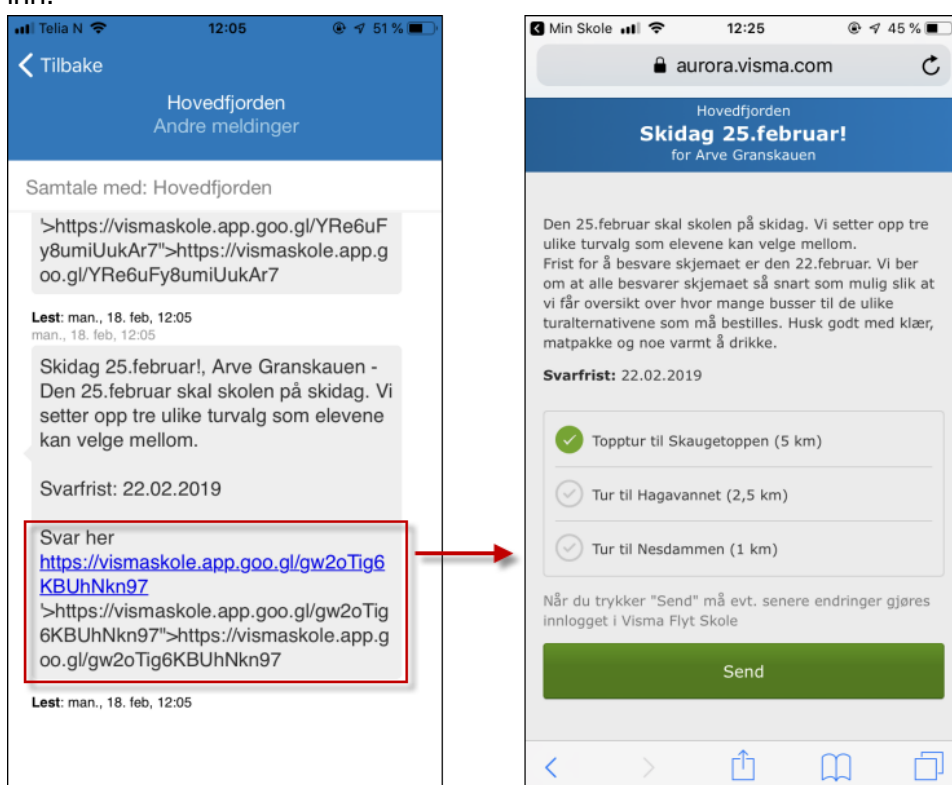 inn.
Telia N 12:05 51 %
Tilbake
Hovedfjorden
Andre meldinger
Samtale med: Hovedfjorden
'>https://vismaskole.app.goo.gl/YRe6uF
y8umiUukAr7">https://vismaskole.app.g
oo.gl/YRe6uFy8umiUukAr7
Lest: man., 18. feb, 12:05
man., 18. feb, 12:05
Skidag 25.februar!, Arve Granskauen -
Den 25.februar skal skolen på skidag. Vi
setter opp tre ulike turvalg som elevene
kan velge mellom.
Svarfrist: 22.02.2019
Svar her
https://vismaskole.app.goo.gl/gw2oTig6
KBUhNkn97
'>https://vismaskole.app.goo.gl/gw2oTig
6KBUhNkn97">https://vismaskole.app.g
oo.gl/gw2oTig6KBUhNkn97
Lest: man., 18. feb, 12:05
Min Skole 12:25 45 %
aurora.visma.com
Hovedfjorden
Skidag 25.februar!
for Arve Granskauen
Den 25.februar skal skolen på skidag. Vi setter opp tre
ulike turvalg som elevene kan velge mellom.
Frist for å besvare skjemaet er den 22.februar. Vi ber
om at alle besvarer skjemaet så snart som mulig slik at
vi får oversikt over hvor mange busser til de ulike
turalternativene som må bestilles. Husk godt med klær,
matpakke og noe varmt å drikke.
Svarfrist: 22.02.2019
Topptur til Skaugetoppen (5 km)
Tur til Hagavannet (2,5 km)
Tur til Nesdammen (1 km)
Når du trykker "Send" må evt. senere endringer gjøres
innlogget i Visma Flyt Skole
Send